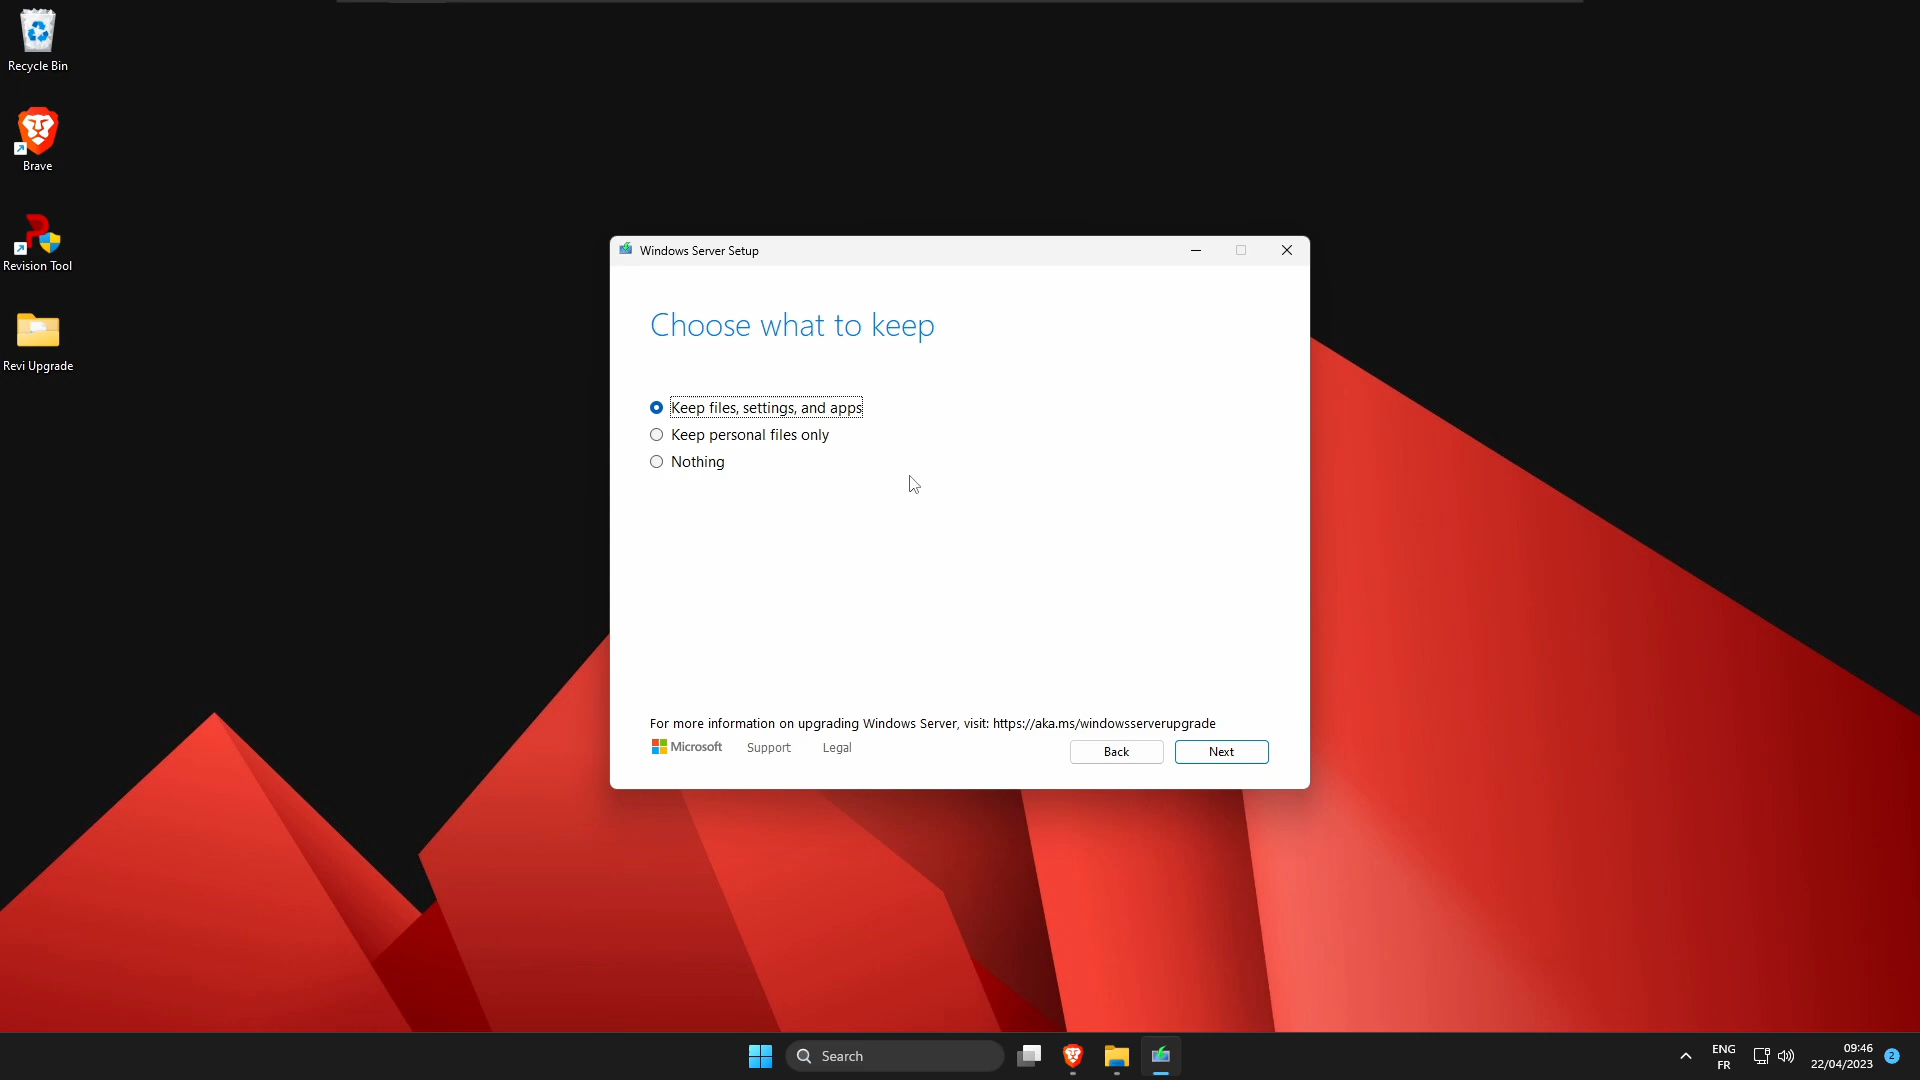 Recycle Bin
Brave
Revision Tool
Revi Upgrade
Windows Server Setup
Choose what to keep
Keep files, settings, and apps
Keep personal files only
Nothing
For more information on upgrading Windows Server, visit: https://aka.ms/windowsserverupgrade
Microsoft Support Legal Back Next
Search
ENG
FR
09:46
22/04/2023
2